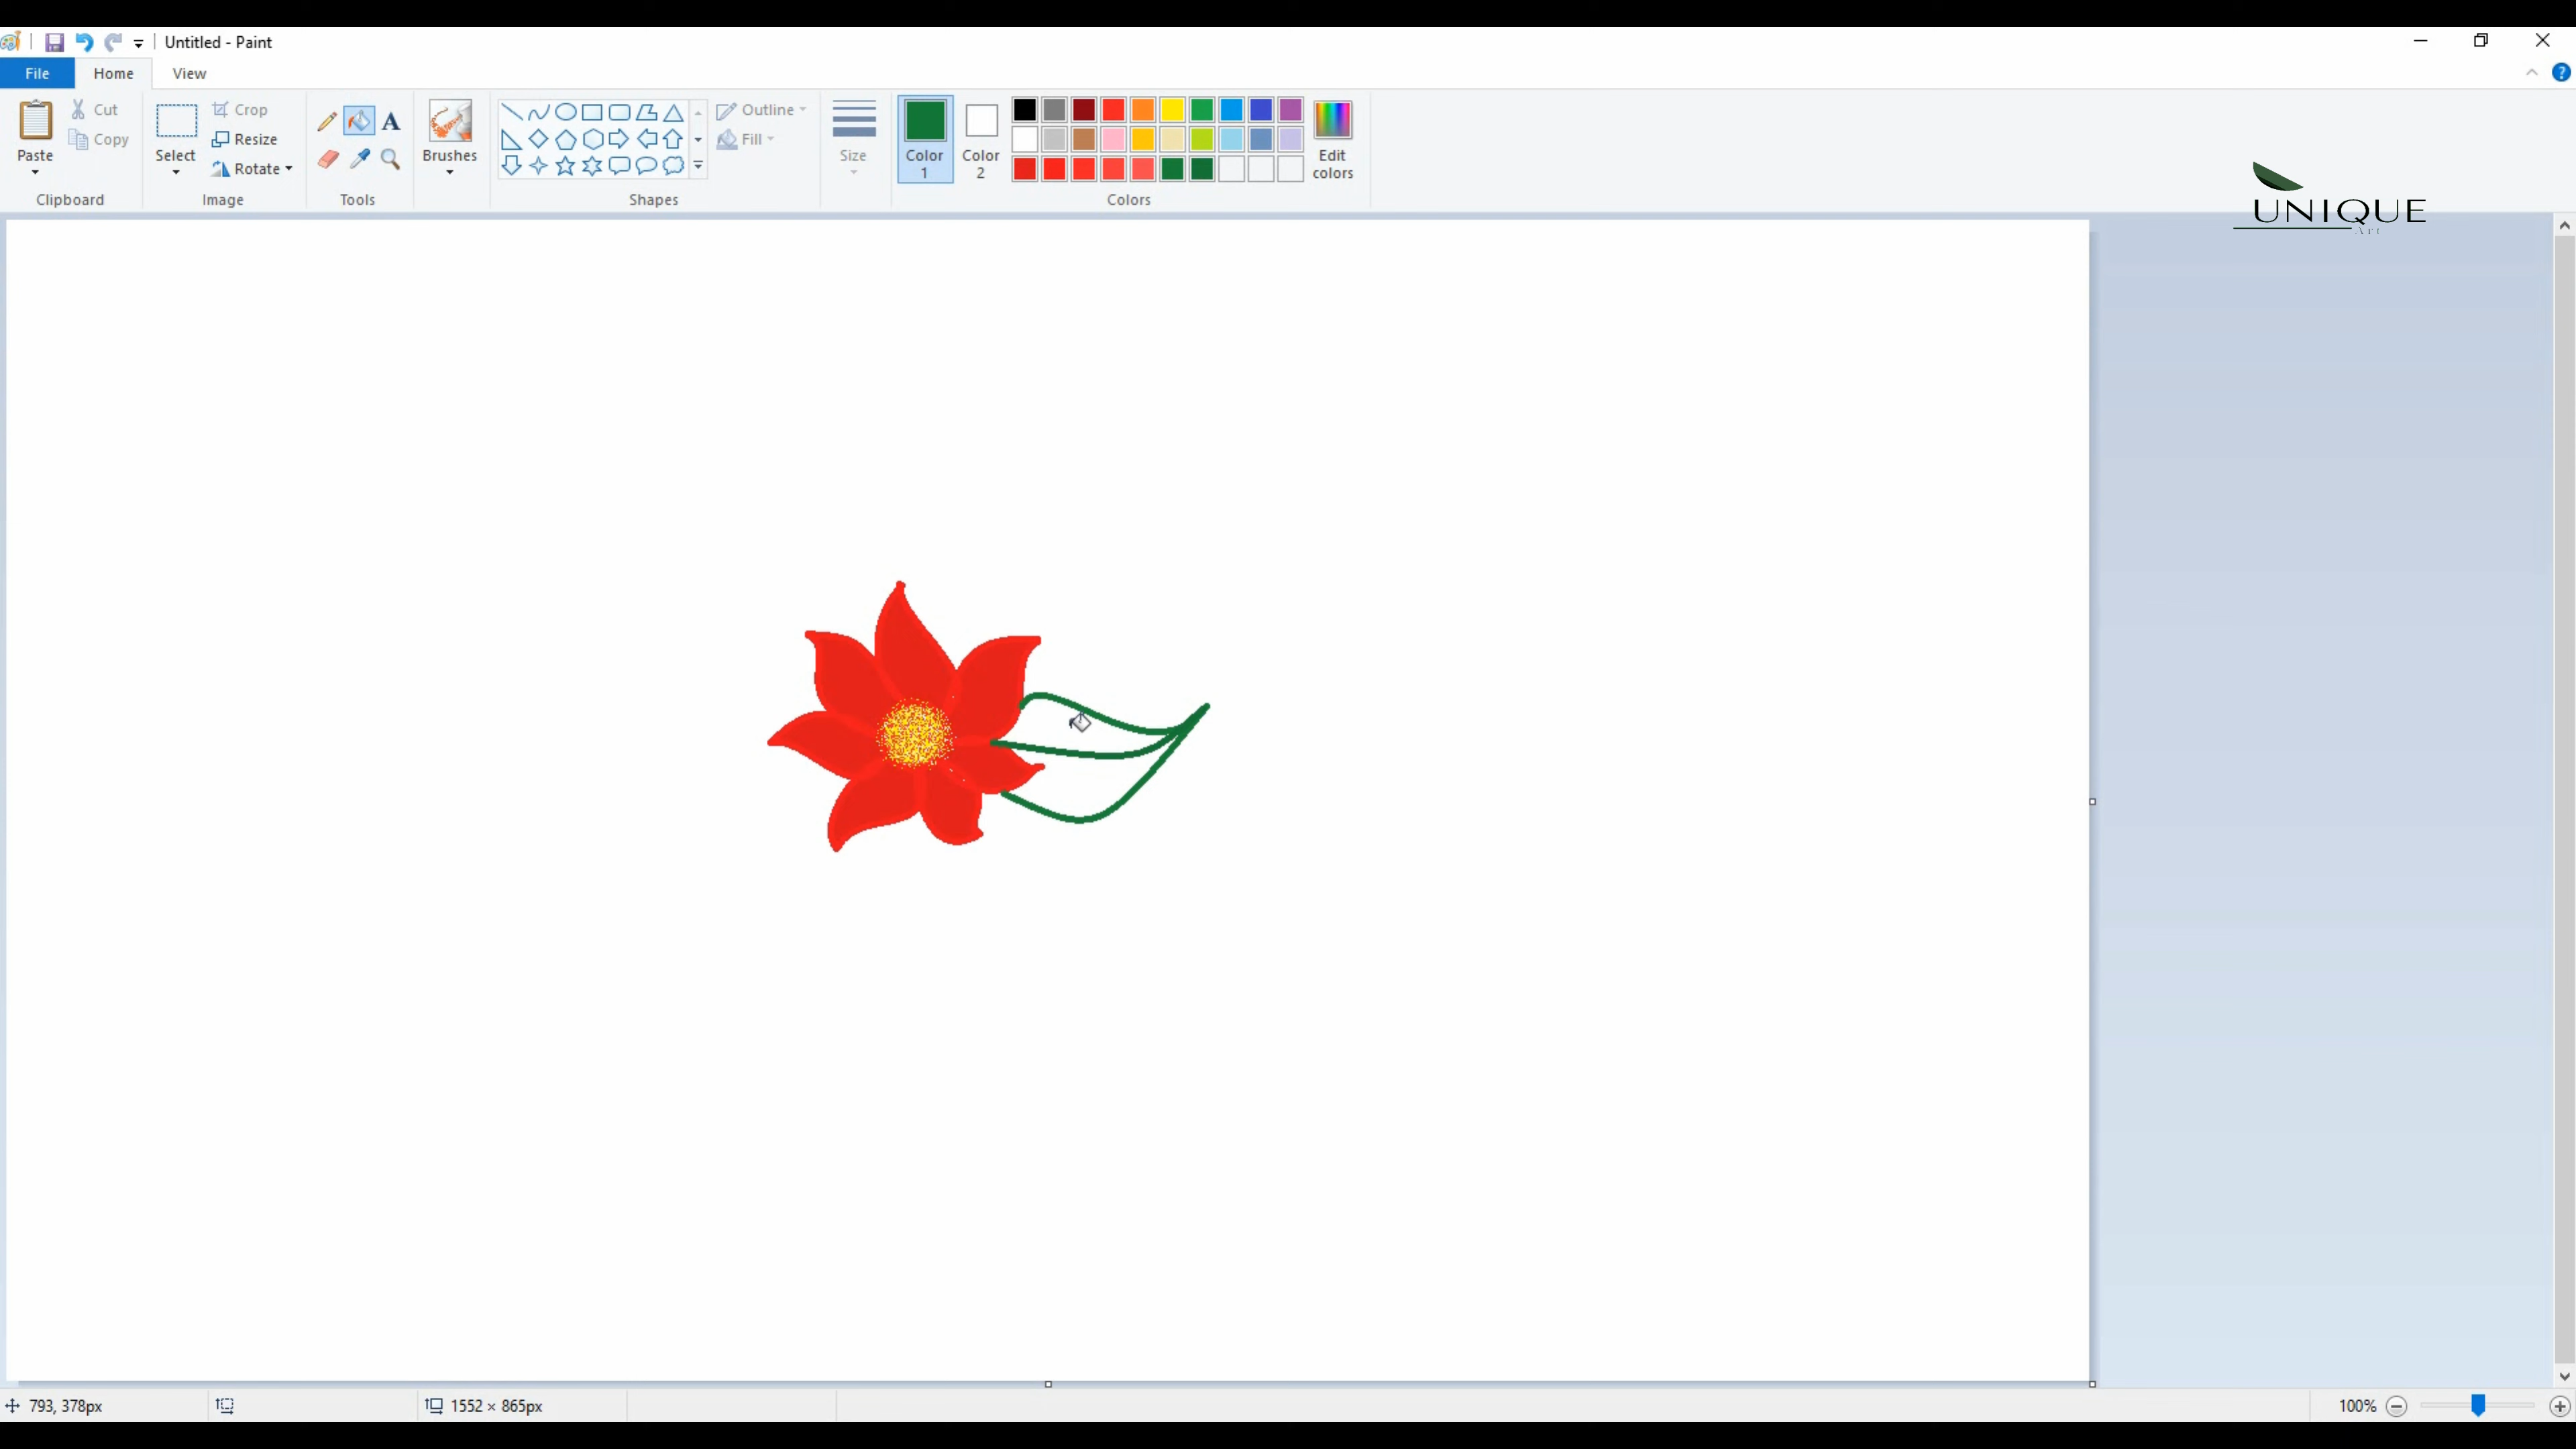 Untitled - Paint
File Home View
Paste Cut Copy Clipboard
Select Crop Resize Rotate Image
A Tools
Brushes
Outline Fill Shapes
Size
Color 1 Color 2 Edit colors Colors
UNIQUE
Art
793, 378px 1552 × 865px 100%